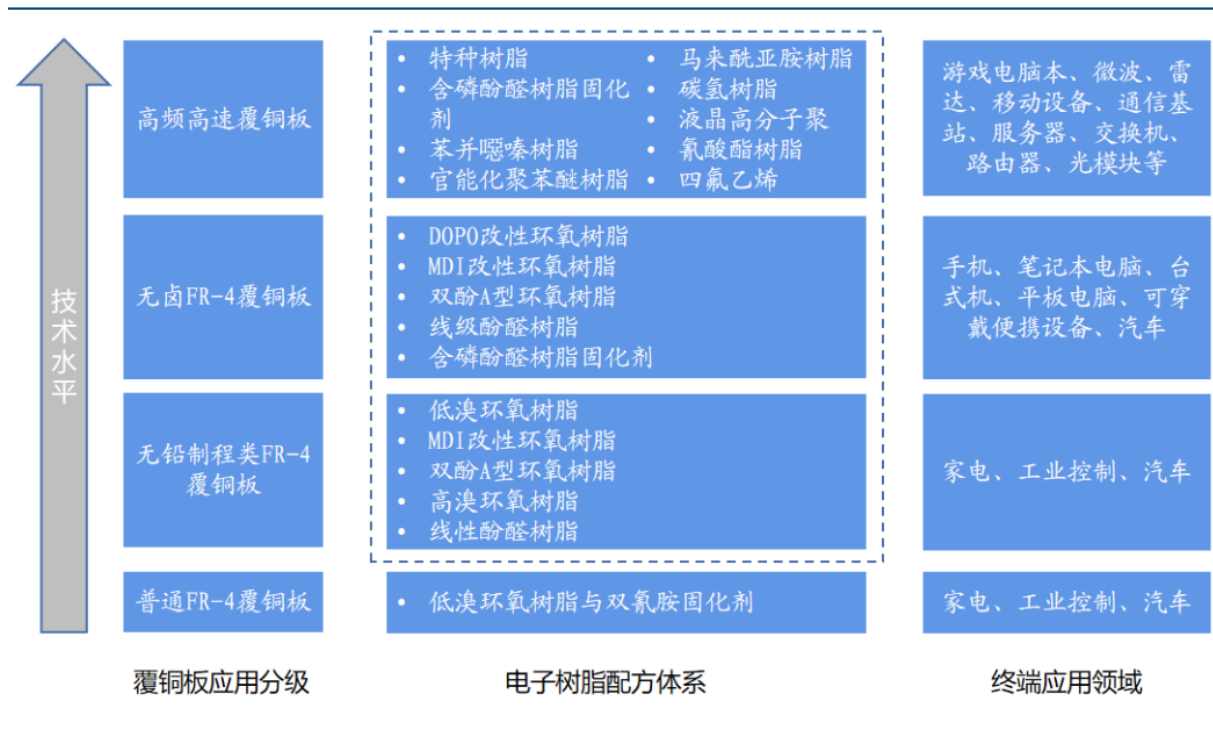 技术水平
高频高速覆铜板
• 特种树脂
• 含磷酚醛树脂固化
剂
• 苯并噁嗪树脂
• 官能化聚苯醚树脂
• 马来酰亚胺树脂
• 碳氢树脂
• 液晶高分子聚
• 氰酸酯树脂
• 四氟乙烯
游戏电脑本、微波、雷
达、移动设备、通信基
站、服务器、交换机、
路由器、光模块等
无卤FR-4覆铜板
• DOPO改性环氧树脂
• MDI改性环氧树脂
• 双酚A型环氧树脂
• 线级酚醛树脂
• 含磷酚醛树脂固化剂
手机、笔记本电脑、台
式机、平板电脑、可穿
戴便携设备、汽车
无铅制程类FR-4
覆铜板
• 低溴环氧树脂
• MDI改性环氧树脂
• 双酚A型环氧树脂
• 高溴环氧树脂
• 线性酚醛树脂
家电、工业控制、汽车
普通FR-4覆铜板
• 低溴环氧树脂与双氰胺固化剂
家电、工业控制、汽车
覆铜板应用分级
电子树脂配方体系
终端应用领域